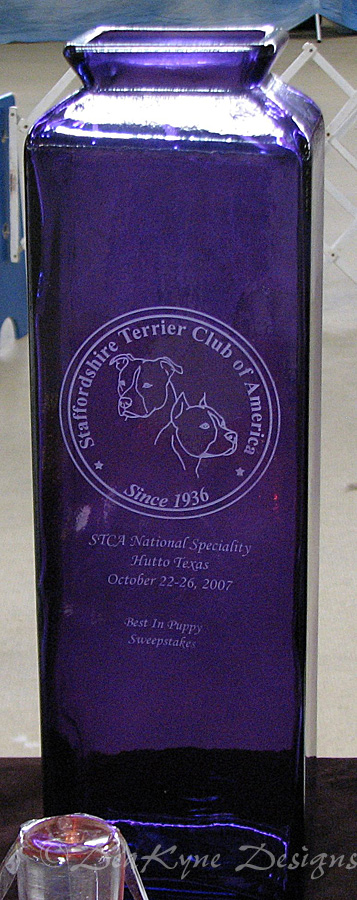 Staffordshire Terrier Club of America
Since 1936
STCA National Speciality
Hutto Texas
October 22-26, 2007
Best In Puppy
Sweepstakes
© ZenKyne Designs